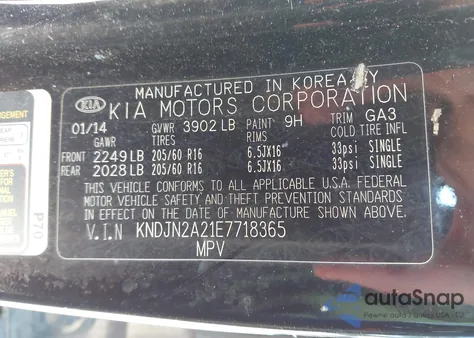 MANUFACTURED IN KOREA
KIA KIA MOTORS CORPORATION
01/14 GVWR 3902 LB PAINT 9H TRIM GA3
GAWR TIRES RIMS COLD TIRE INFL
FRONT 2249 LB 205/60 R16 6.5JX16 33psi SINGLE
REAR 2028 LB 205/60 R16 6.5JX16 33psi SINGLE
THIS VEHICLE CONFORMS TO ALL APPLICABLE U.S.A. FEDERAL
MOTOR VEHICLE SAFETY AND THEFT PREVENTION STANDARDS
IN EFFECT ON THE DATE OF MANUFACTURE SHOWN ABOVE.
V.I.N KNDJN2A21E7718365
MPV
P70
autoSnap